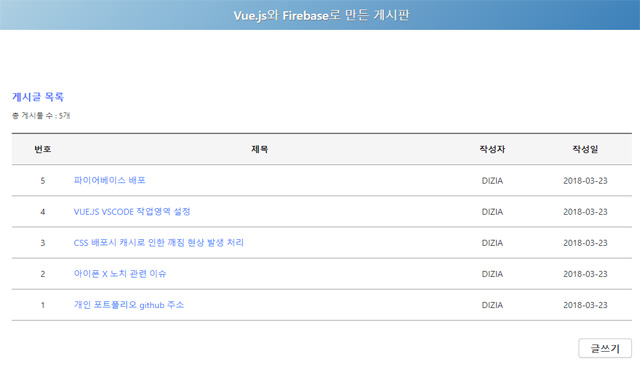 Vue.js와 Firebase로 만든 게시판
게시글 목록
총 게시물 수 : 5개
번호 제목 작성자 작성일
5 파이어베이스 배포 DIZIA 2018-03-23
4 VUEJS VSCODE 작업영역 설정 DIZIA 2018-03-23
3 CSS 배포시 캐시로 인한 깨짐 현상 발생 처리 DIZIA 2018-03-23
2 아이폰 X 노치 관련 이슈 DIZIA 2018-03-23
1 개인 포트폴리오 github 주소 DIZIA 2018-03-23
글쓰기